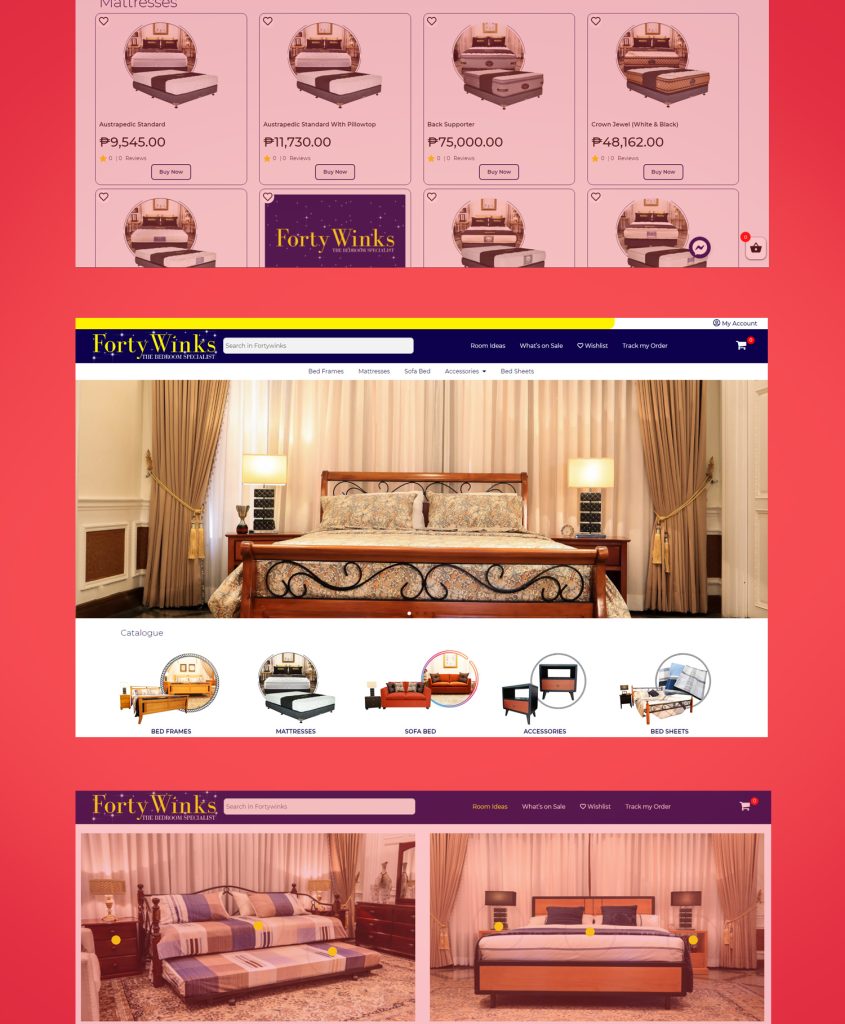 Mattresses
Austrapedic Standard
₱9,545.00
0 | 0 Reviews
Buy Now
Austrapedic Standard With Pillowtop
₱11,730.00
0 | 0 Reviews
Buy Now
Back Supporter
₱75,000.00
0 | 0 Reviews
Buy Now
Crown Jewel (White & Black)
₱48,162.00
0 | 0 Reviews
Buy Now
Forty Winks
THE BEDROOM SPECIALIST
0
My Account
Forty Winks
THE BEDROOM SPECIALIST
Search in Fortywinks
Room Ideas
What's on Sale
Wishlist
Track my Order
0
Bed Frames
Mattresses
Sofa Bed
Accessories
Bed Sheets
Catalogue
BED FRAMES
MATTRESSES
SOFA BED
ACCESSORIES
BED SHEETS
Forty Winks
THE BEDROOM SPECIALIST
Search in Fortywinks
Room Ideas
What's on Sale
Wishlist
Track my Order
0